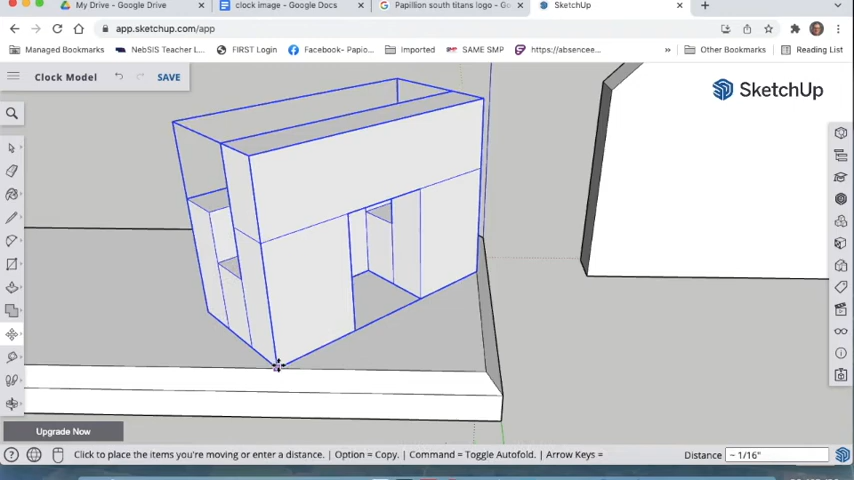 My Drive - Google Drive
clock image - Google Docs
Papillion south titans logo - Go
SketchUp
app.sketchup.com/app
Managed Bookmarks
NebSIS Teacher L...
FIRST Login
Facebook- Papio...
Imported
SAME SMP
https://absencee...
Other Bookmarks
Reading List
Clock Model
SAVE
SketchUp
Upgrade Now
Click to place the items you're moving or enter a distance. | Option = Copy. | Command = Toggle Autofold. | Arrow Keys =
Distance
~ 1/16"